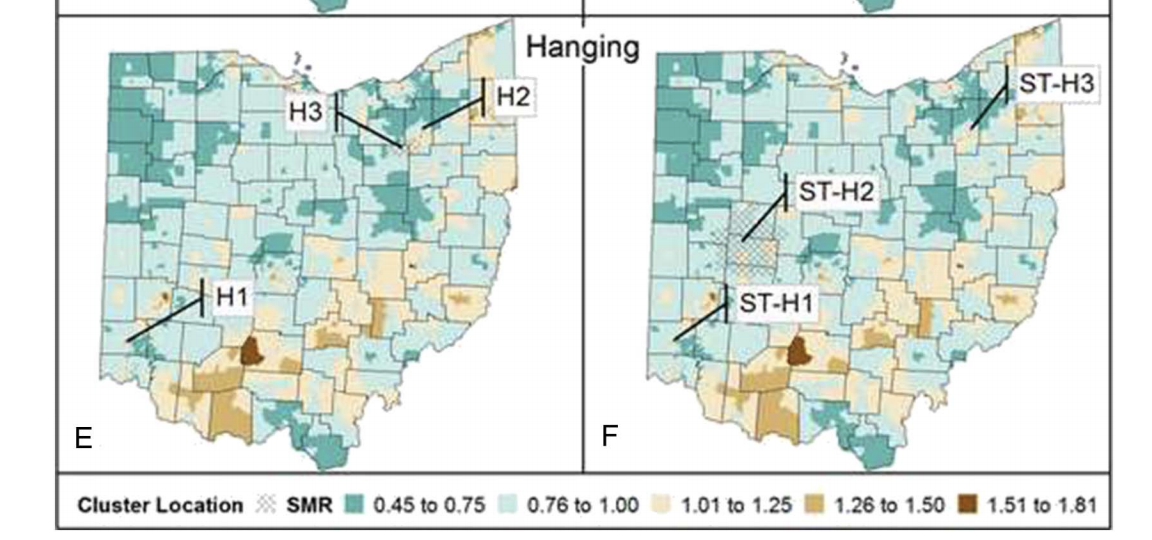 Hanging
H3
H2
H1
E
ST-H3
ST-H2
ST-H1
F
Cluster Location SMR 0.45 to 0.75 0.76 to 1.00 1.01 to 1.25 1.26 to 1.50 1.51 to 1.81